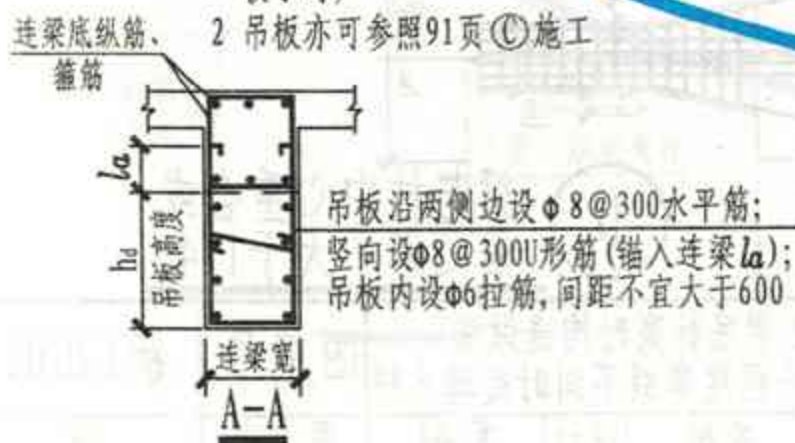 2 吊板亦可参照91页Ⓒ施工
连梁底纵筋、
箍筋
la
hd
吊板高度
吊板沿两侧边设Φ8@300水平筋;
竖向设Φ8@300U形筋(锚入连梁la);
吊板内设Φ6拉筋,间距不宜大于600
连梁宽
A-A